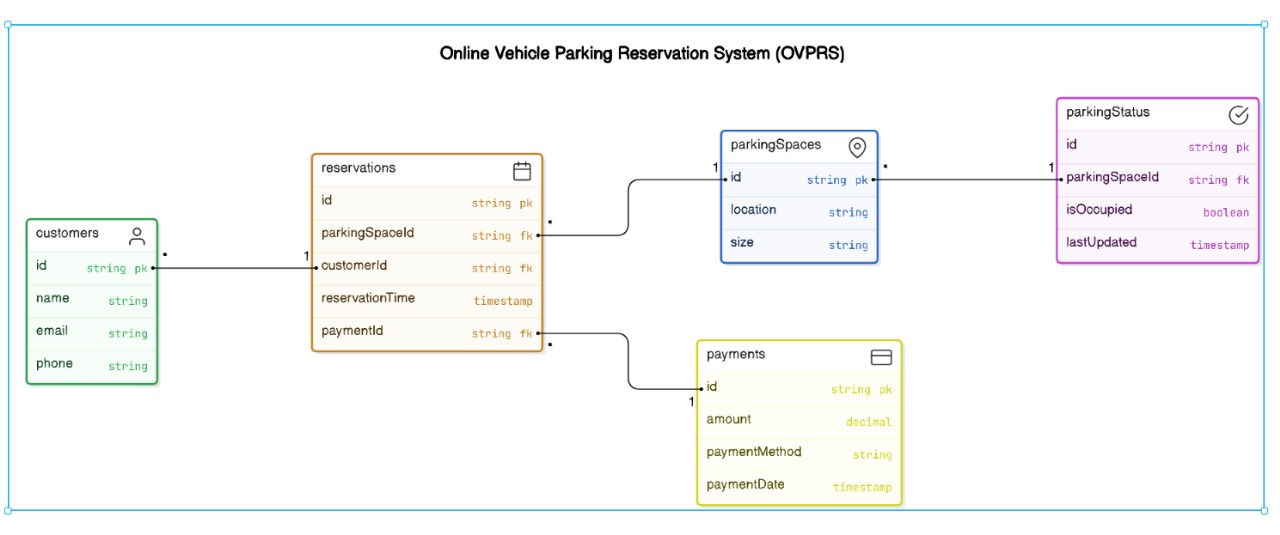 Online Vehicle Parking Reservation System (OVPRS)
customers
id string pk
name string
email string
phone string
*
1
reservations
id string pk
parkingSpaceId string fk
customerId string fk
reservationTime timestamp
paymentId string fk
*
1
*
1
parkingSpaces
id string pk
location string
size string
*
1
parkingStatus
id string pk
parkingSpaceId string fk
isOccupied boolean
lastUpdated timestamp
payments
id string pk
amount decimal
paymentMethod string
paymentDate timestamp